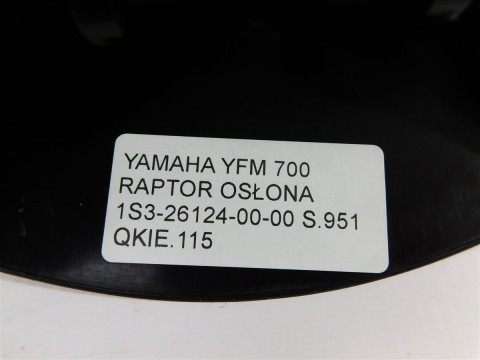 YAMAHA YFM 700
RAPTOR OSŁONA
1S3-26124-00-00 S.951
QKIE.115